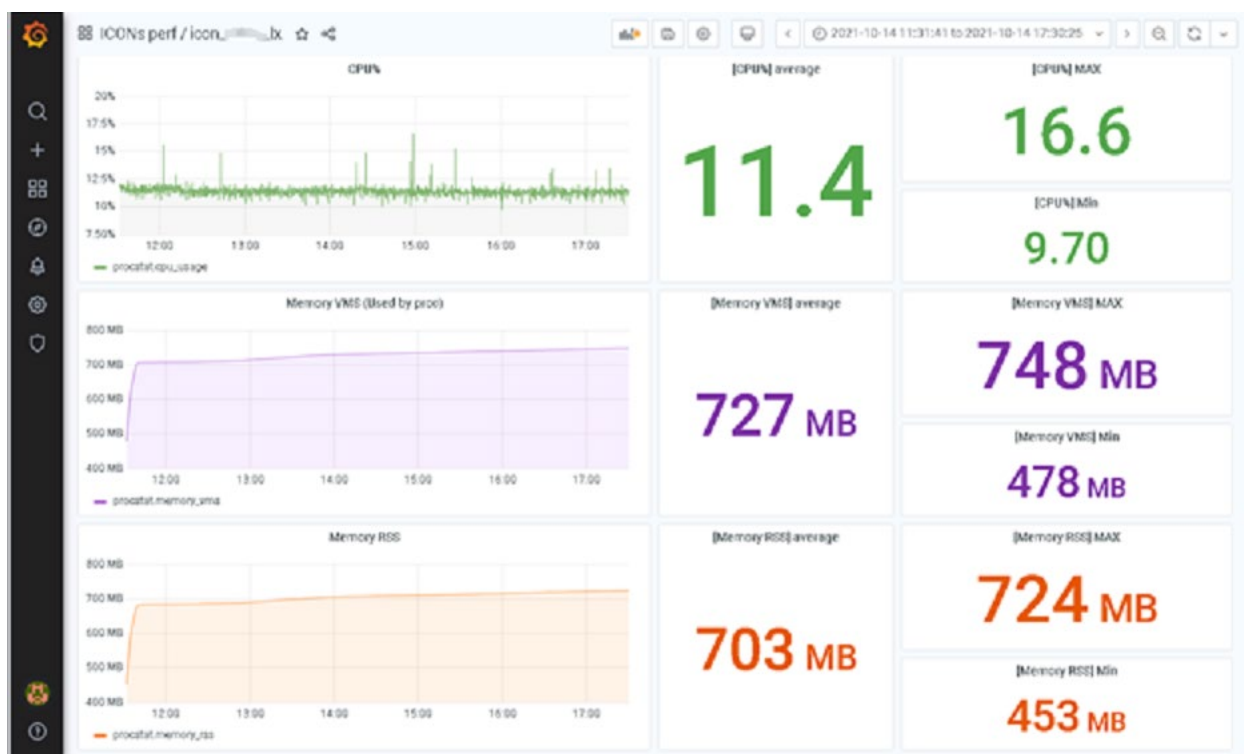 ICONs perf / icon_ _lx
2021-10-14 11:31:41 to 2021-10-14 17:30:25
CPU%
20%
17.5%
15%
12.5%
10%
7.50%
12:00 13:00 14:00 15:00 16:00 17:00
procstat.cpu_usage
[CPU%] average
11.4
[CPU%] MAX
16.6
[CPU%] Min
9.70
Memory VMS (Used by proc)
800 MB
700 MB
600 MB
500 MB
400 MB
12:00 13:00 14:00 15:00 16:00 17:00
procstat.memory_vms
[Memory VMS] average
727 MB
[Memory VMS] MAX
748 MB
[Memory VMS] Min
478 MB
Memory RSS
800 MB
700 MB
600 MB
500 MB
400 MB
12:00 13:00 14:00 15:00 16:00 17:00
procstat.memory_rss
[Memory RSS] average
703 MB
[Memory RSS] MAX
724 MB
[Memory RSS] Min
453 MB